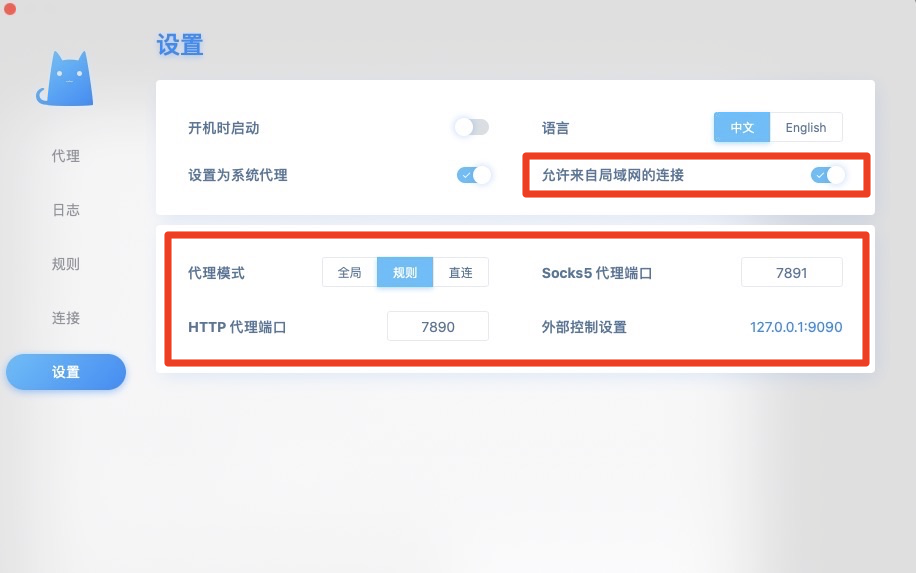 设置
代理
日志
规则
连接
设置
开机时启动
语言 中文 English
设置为系统代理
允许来自局域网的连接
代理模式 全局 规则 直连
Socks5 代理端口 7891
HTTP 代理端口 7890
外部控制设置 127.0.0.1:9090